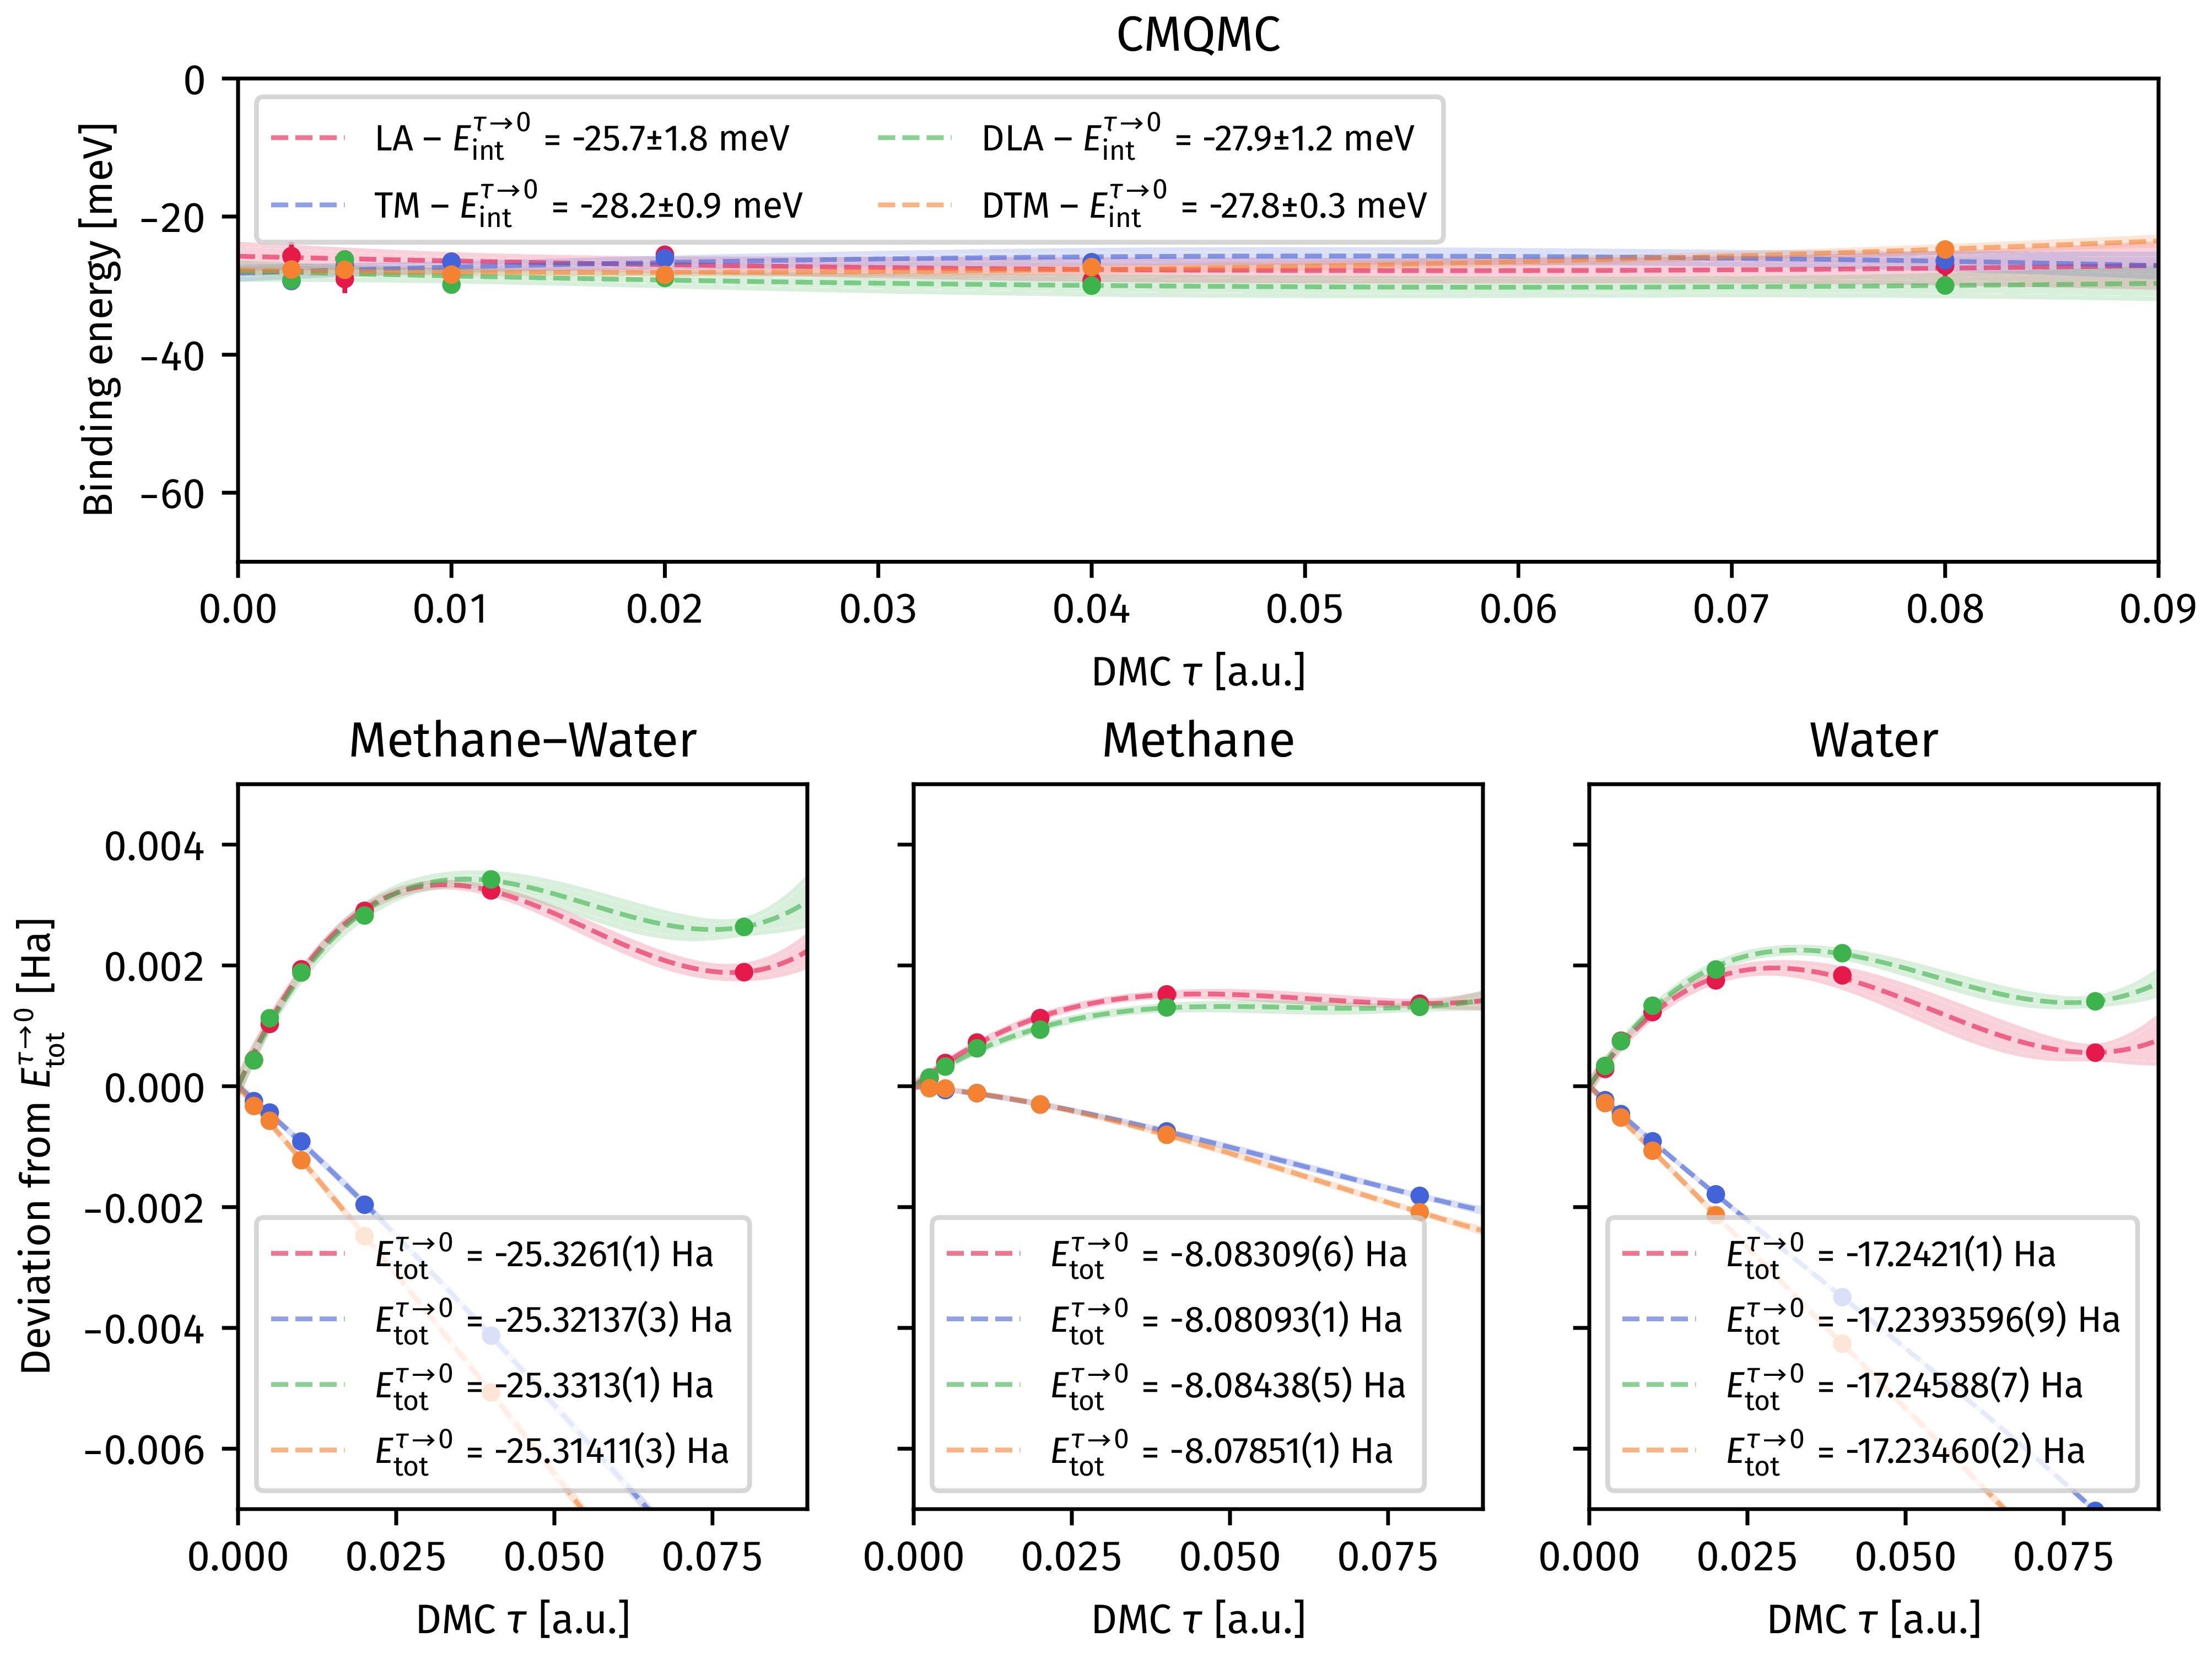 CMQMC
Binding energy [meV]
0
−20
−40
−60
LA − E_int^{τ→0} = -25.7±1.8 meV
TM − E_int^{τ→0} = -28.2±0.9 meV
DLA − E_int^{τ→0} = -27.9±1.2 meV
DTM − E_int^{τ→0} = -27.8±0.3 meV
0.00 0.01 0.02 0.03 0.04 0.05 0.06 0.07 0.08 0.09
DMC τ [a.u.]
Methane–Water
Deviation from E_tot^{τ→0} [Ha]
0.004
0.002
0.000
−0.002
−0.004
−0.006
E_tot^{τ→0} = -25.3261(1) Ha
E_tot^{τ→0} = -25.32137(3) Ha
E_tot^{τ→0} = -25.3313(1) Ha
E_tot^{τ→0} = -25.31411(3) Ha
0.000 0.025 0.050 0.075
DMC τ [a.u.]
Methane
E_tot^{τ→0} = -8.08309(6) Ha
E_tot^{τ→0} = -8.08093(1) Ha
E_tot^{τ→0} = -8.08438(5) Ha
E_tot^{τ→0} = -8.07851(1) Ha
0.000 0.025 0.050 0.075
DMC τ [a.u.]
Water
E_tot^{τ→0} = -17.2421(1) Ha
E_tot^{τ→0} = -17.2393596(9) Ha
E_tot^{τ→0} = -17.24588(7) Ha
E_tot^{τ→0} = -17.23460(2) Ha
0.000 0.025 0.050 0.075
DMC τ [a.u.]